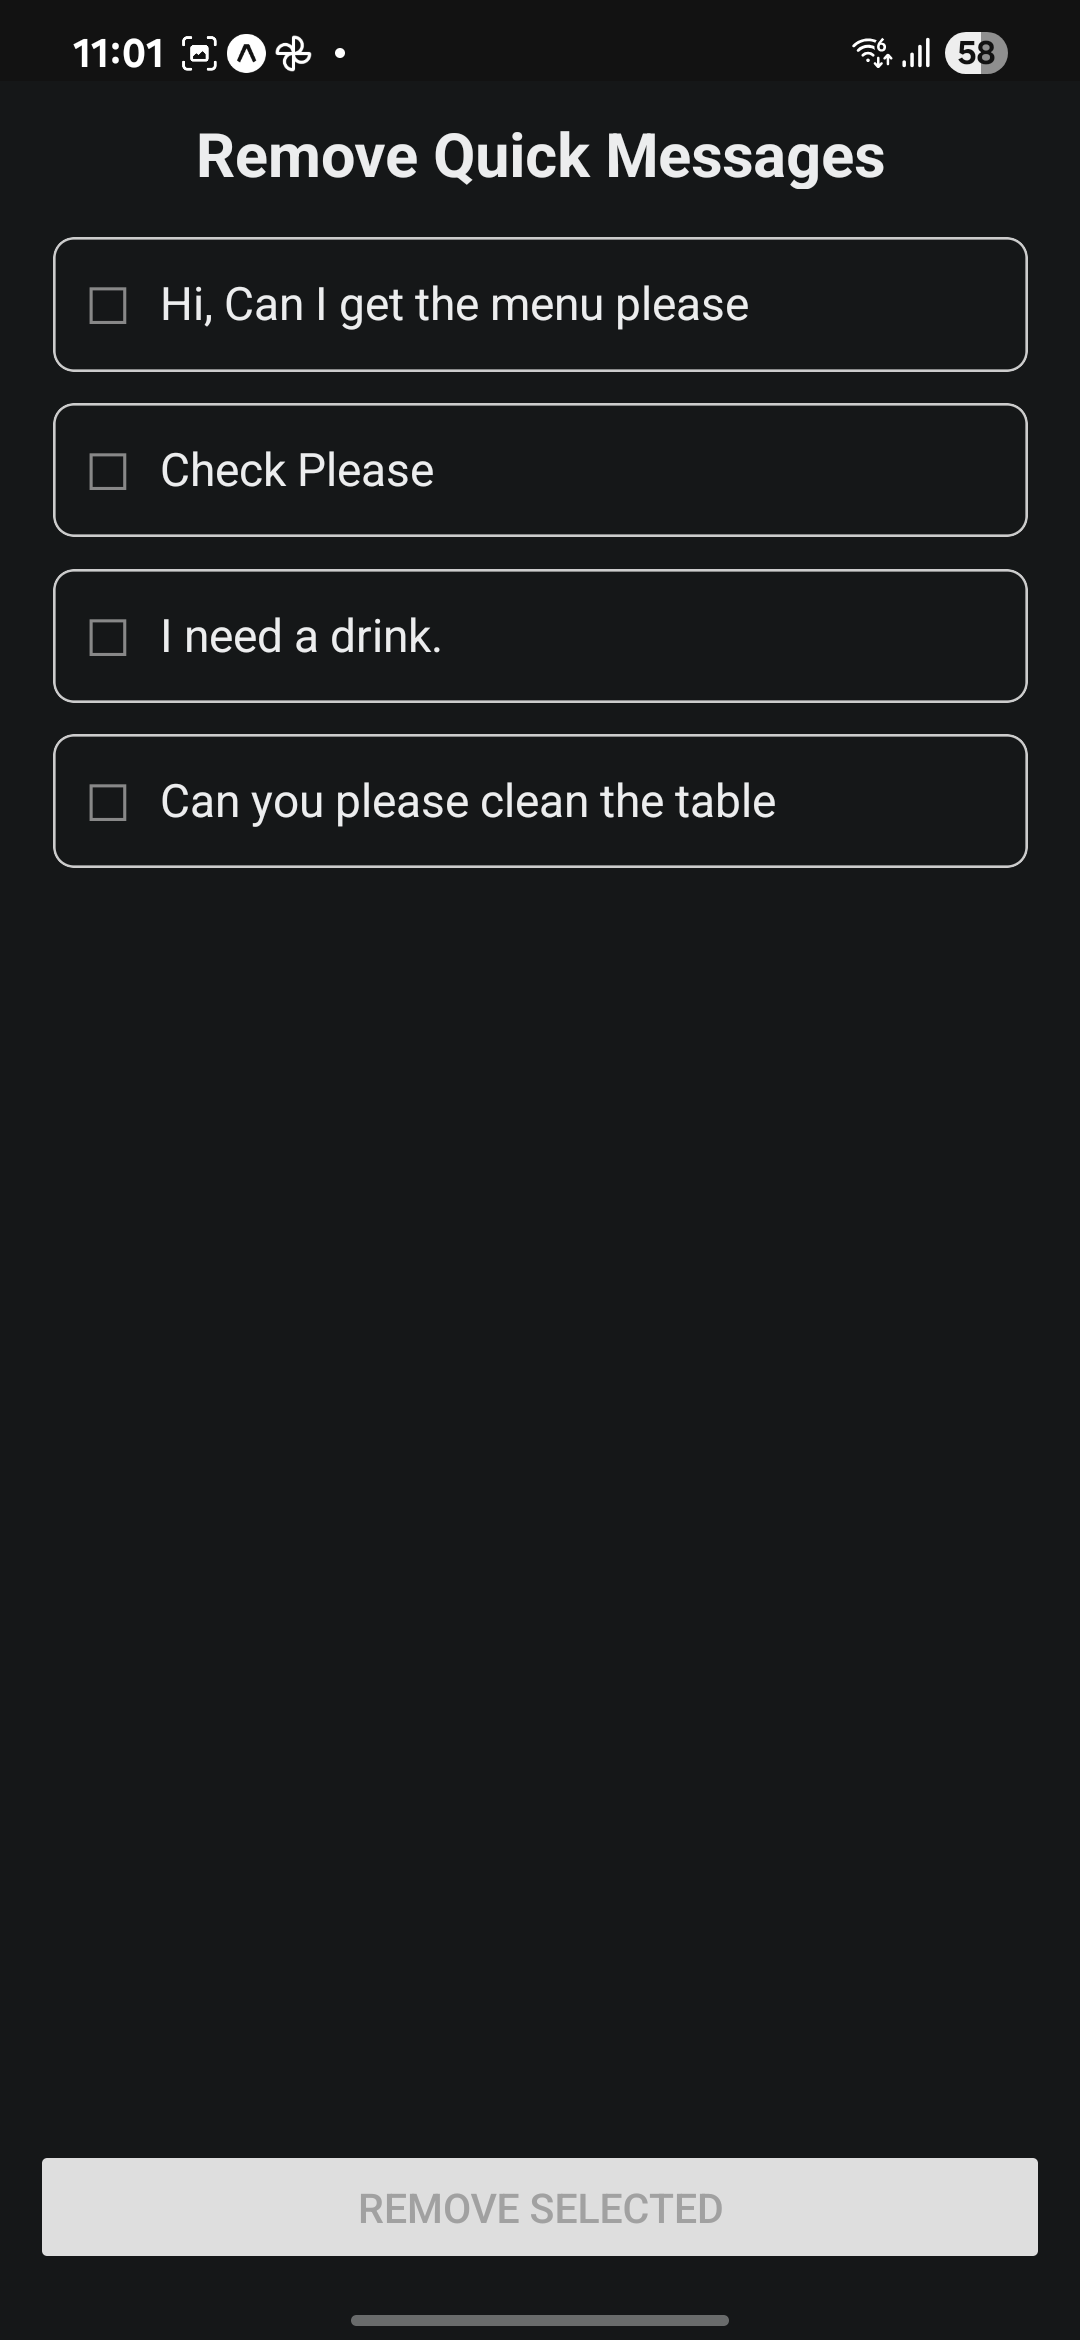 11:01 58
Remove Quick Messages
Hi, Can I get the menu please
Check Please
I need a drink.
Can you please clean the table
REMOVE SELECTED